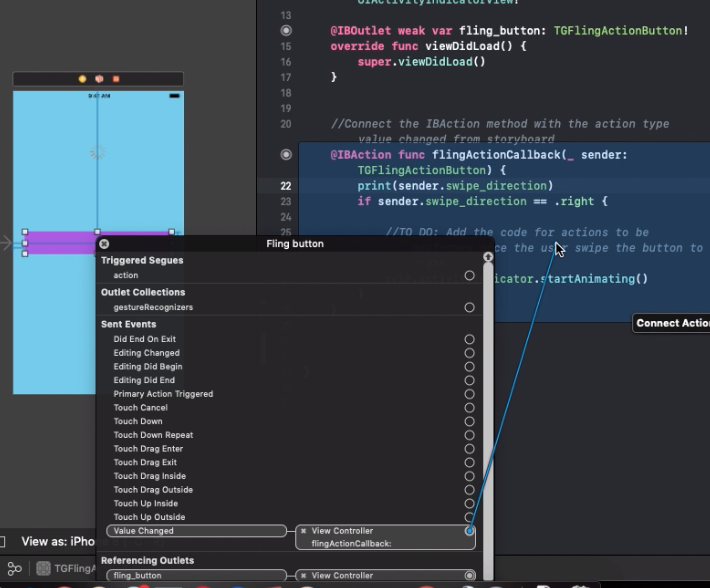 UIActivityIndicatorView!
13
@IBOutlet weak var fling_button: TGFlingActionButton!
15 override func viewDidLoad() {
16 super.viewDidLoad()
17 }
18
19
20 //Connect the IBAction method with the action type
value changed from storyboard
@IBAction func flingActionCallback(_ sender:
TGFlingActionButton) {
22 print(sender.swipe_direction)
23 if sender.swipe_direction == .right {
24
25 //TO DO: Add the code for actions to be
ce the user swipe the button to
icator.startAnimating()
Connect Action
9:41 AM
Fling button
Triggered Segues
action
Outlet Collections
gestureRecognizers
Sent Events
Did End On Exit
Editing Changed
Editing Did Begin
Editing Did End
Primary Action Triggered
Touch Cancel
Touch Down
Touch Down Repeat
Touch Drag Enter
Touch Drag Exit
Touch Drag Inside
Touch Drag Outside
Touch Up Inside
Touch Up Outside
Value Changed
View Controller
flingActionCallback:
Referencing Outlets
fling_button
View Controller
View as: iPho
TGFlingA